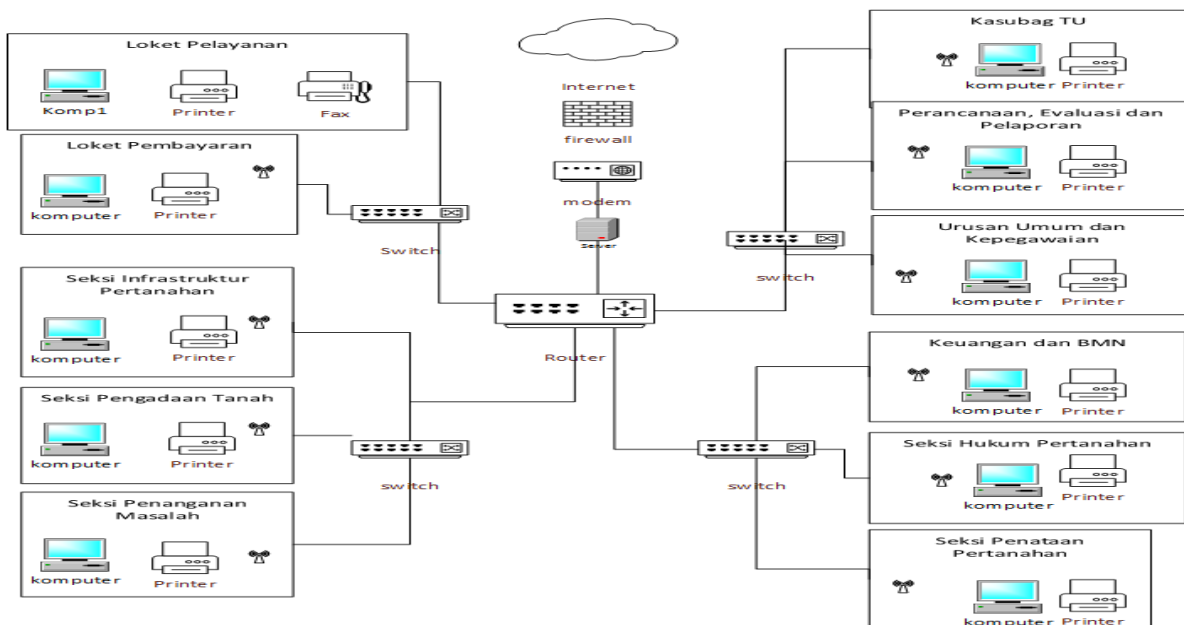 Loket Pelayanan
Komp1
Printer
Fax
Loket Pembayaran
komputer
Printer
Switch
Seksi Infrastruktur
Pertanahan
komputer
Printer
Seksi Pengadaan Tanah
komputer
Printer
switch
Seksi Penanganan
Masalah
komputer
Printer
Internet
firewall
modem
Server
Router
Kasubag TU
komputer Printer
Perancanaan, Evaluasi dan
Pelaporan
komputer Printer
switch
Urusan Umum dan
Kepegawaian
komputer Printer
Keuangan dan BMN
komputer Printer
switch
Seksi Hukum Pertanahan
komputer
Printer
Seksi Penataan
Pertanahan
komputer Printer